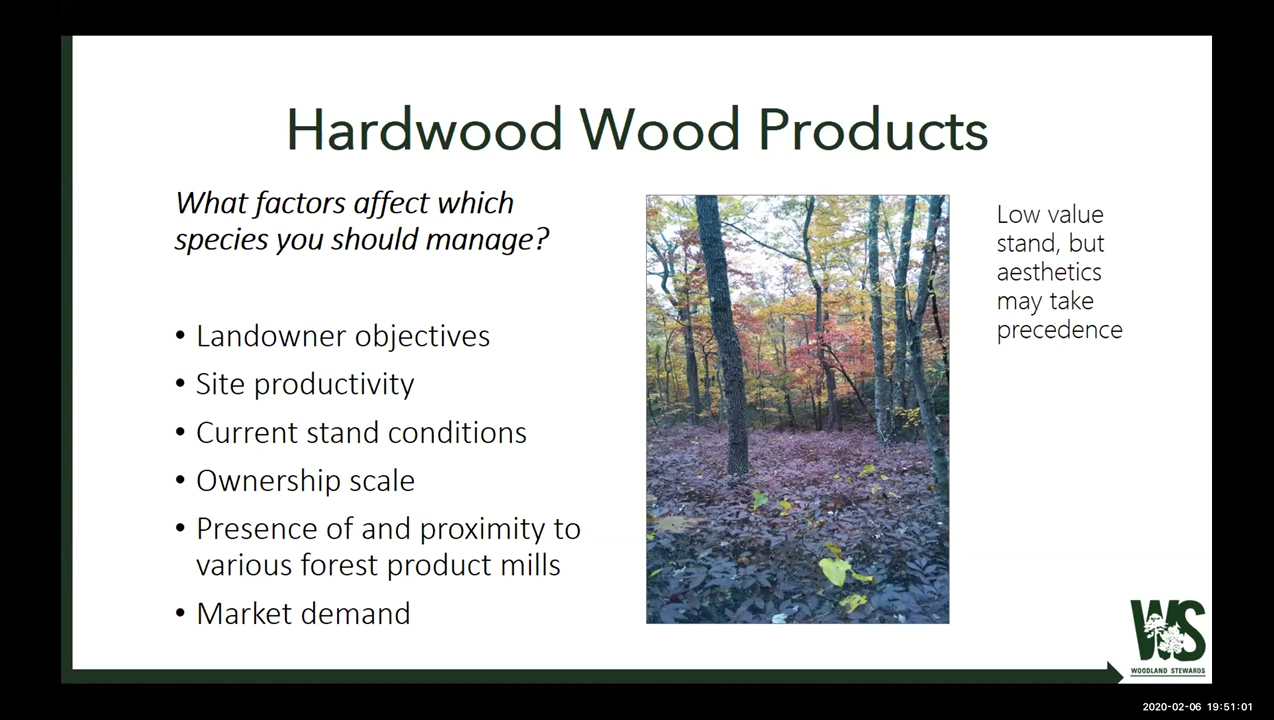 Hardwood Wood Products
What factors affect which
species you should manage?
• Landowner objectives
• Site productivity
• Current stand conditions
• Ownership scale
• Presence of and proximity to
various forest product mills
• Market demand
Low value
stand, but
aesthetics
may take
precedence
WS
WOODLAND STEWARDS
2020-02-06 19:51:01